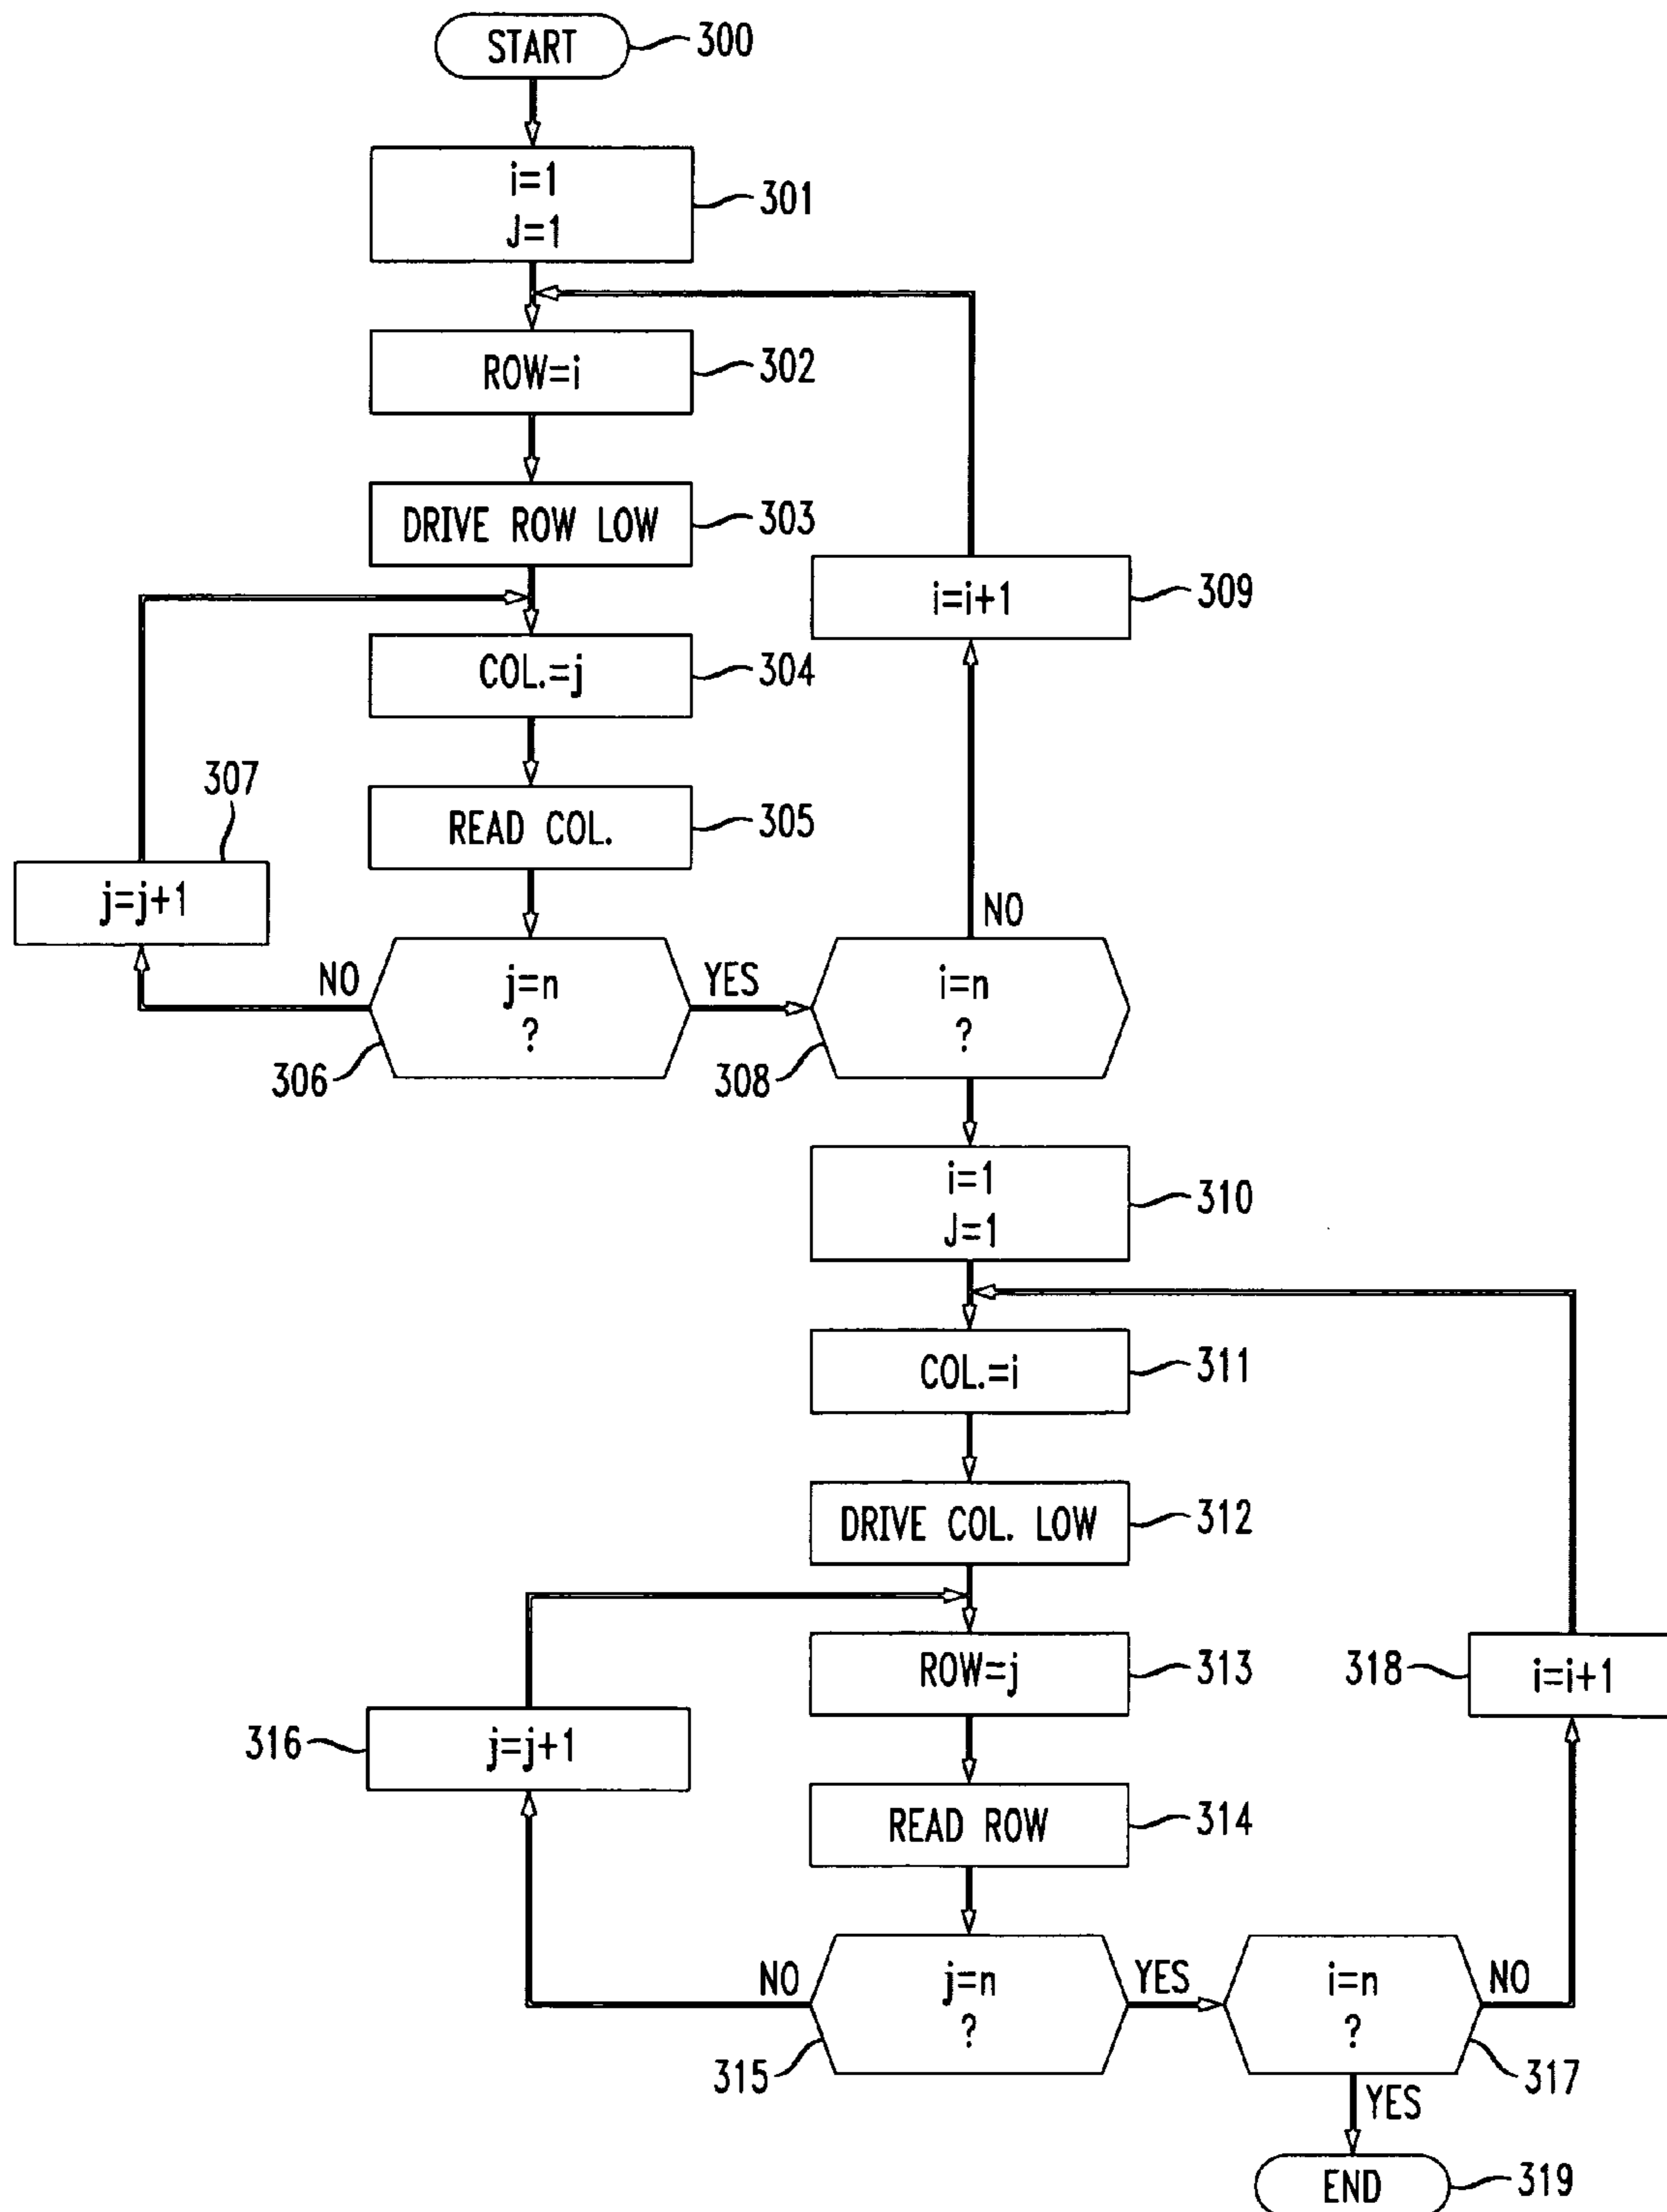 START
300
i=1
J=1
301
ROW=i
302
DRIVE ROW LOW
303
i=i+1
309
COL.=j
304
307
READ COL.
305
j=j+1
NO
NO
j=n
?
YES
i=n
?
306
308
i=1
J=1
310
COL.=i
311
DRIVE COL. LOW
312
ROW=j
313
318
i=i+1
316
j=j+1
READ ROW
314
NO
j=n
?
YES
i=n
?
NO
315
317
YES
END
319